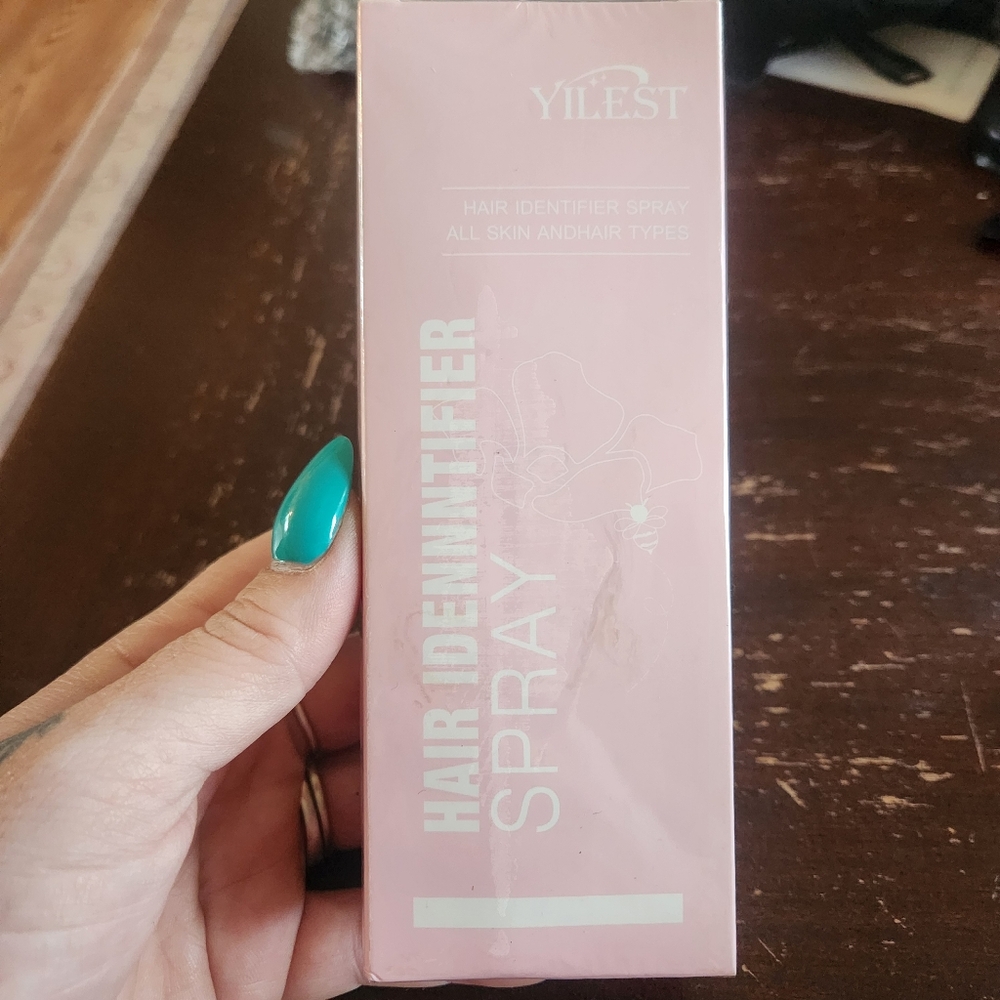 YILEST
HAIR IDENTIFIER SPRAY
ALL SKIN ANDHAIR TYPES
HAIR IDENNNTIFIER
SPRAY